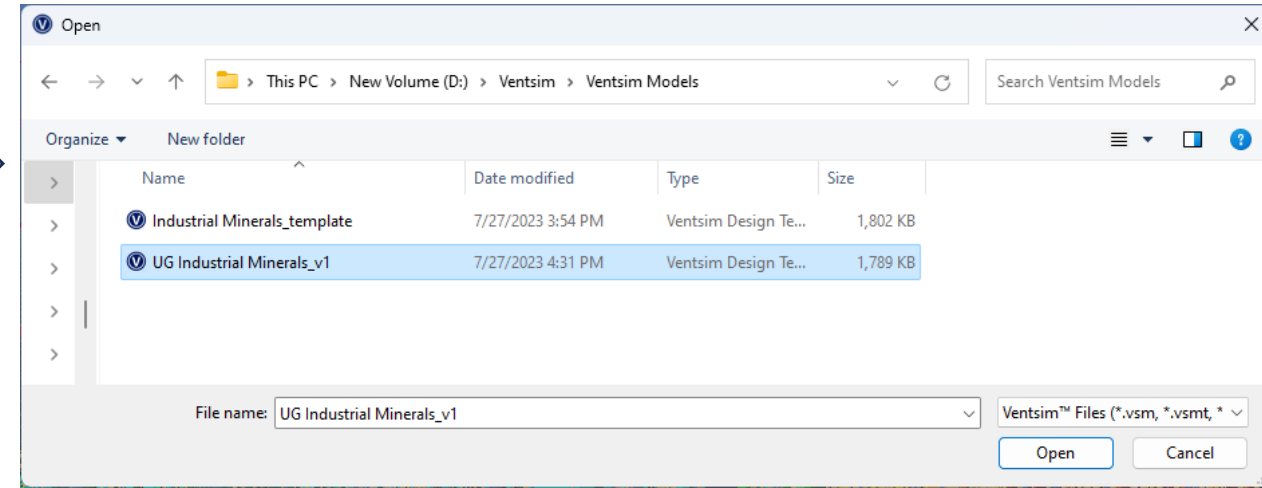 Open
This PC > New Volume (D:) > Ventsim > Ventsim Models
Search Ventsim Models
Organize
New folder
Name Date modified Type Size
Industrial Minerals_template 7/27/2023 3:54 PM Ventsim Design Te... 1,802 KB
UG Industrial Minerals_v1 7/27/2023 4:31 PM Ventsim Design Te... 1,789 KB
File name: UG Industrial Minerals_v1 Ventsim™ Files (*.vsm, *.vsmt, *
Open Cancel